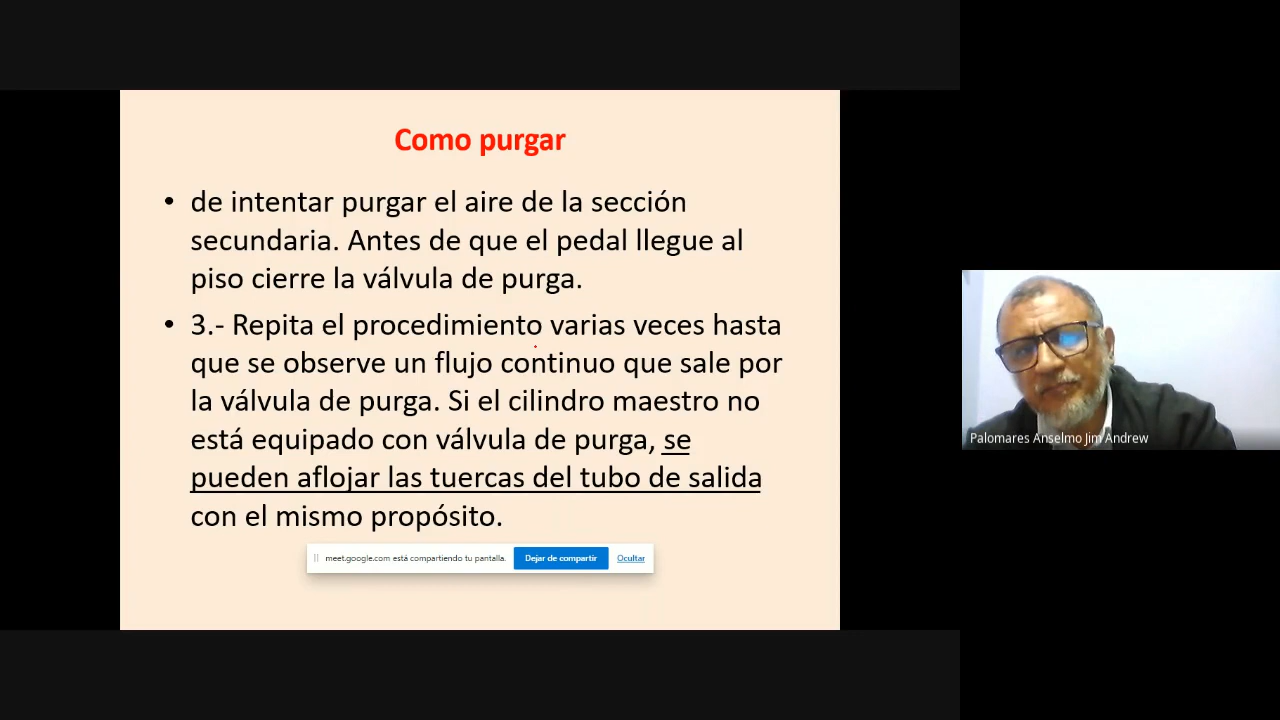 Como purgar
• de intentar purgar el aire de la sección
secundaria. Antes de que el pedal llegue al
piso cierre la válvula de purga.
• 3.- Repita el procedimiento varias veces hasta
que se observe un flujo continuo que sale por
la válvula de purga. Si el cilindro maestro no
está equipado con válvula de purga, se
pueden aflojar las tuercas del tubo de salida
con el mismo propósito.
meet.google.com está compartiendo tu pantalla. Dejar de compartir Ocultar
Palomares Anselmo Jim Andrew